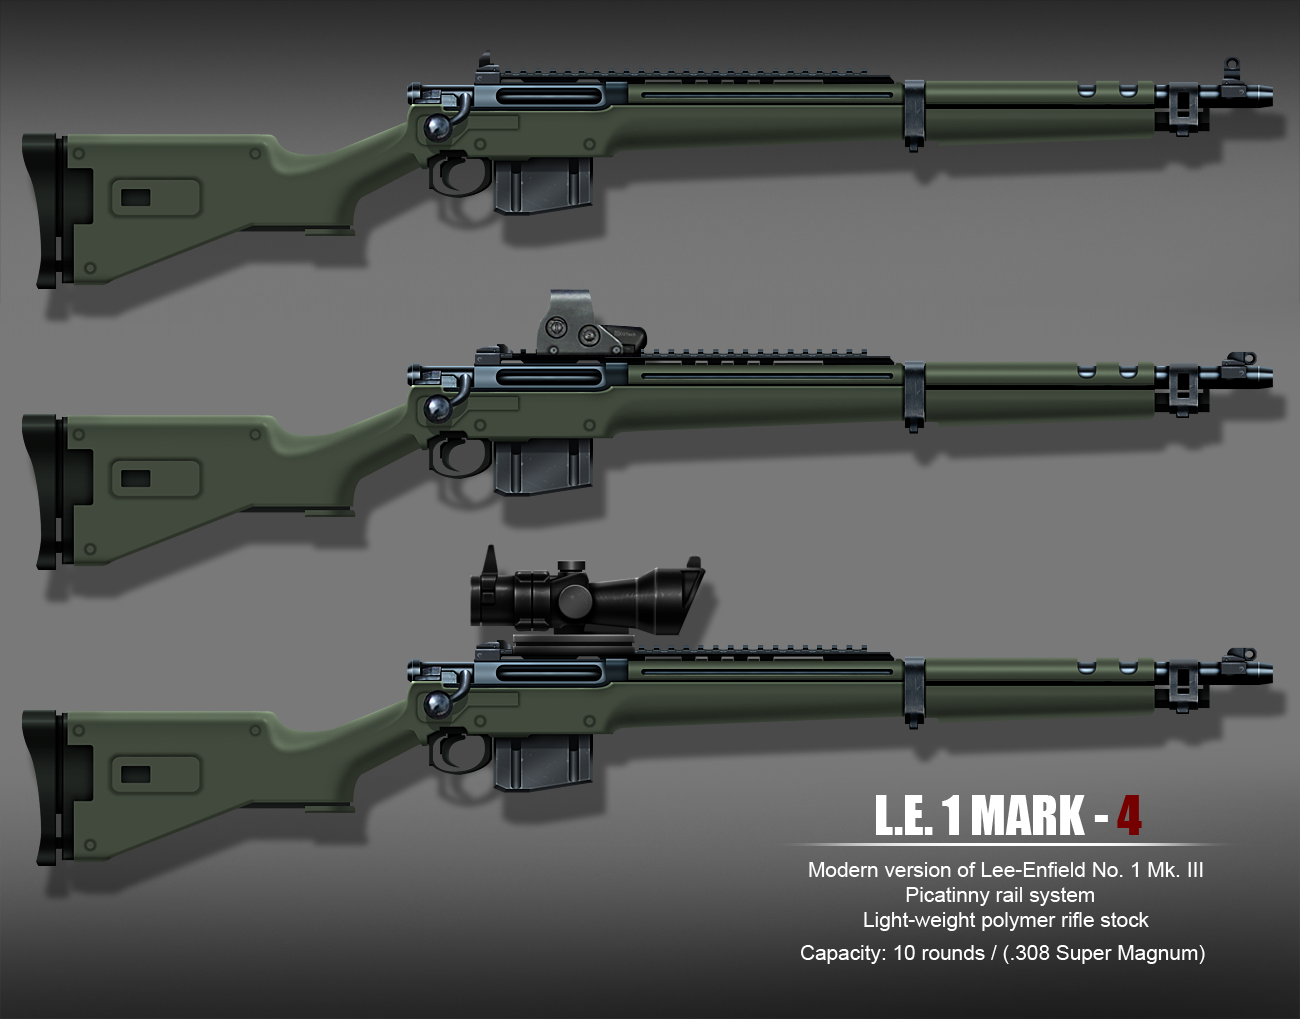 L.E. 1 MARK - 4
Modern version of Lee-Enfield No. 1 Mk. III
Picatinny rail system
Light-weight polymer rifle stock
Capacity: 10 rounds / (.308 Super Magnum)